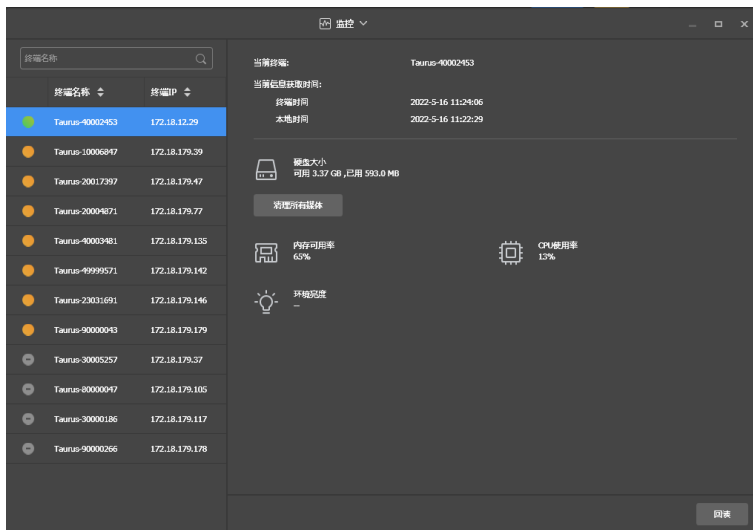 监控
终端名称
终端名称 终端IP
Taurus-40002453 172.18.12.29
Taurus-10006847 172.18.179.39
Taurus-20017397 172.18.179.47
Taurus-20004871 172.18.179.77
Taurus-40003481 172.18.179.135
Taurus-49999571 172.18.179.142
Taurus-23031691 172.18.179.146
Taurus-90000043 172.18.179.179
Taurus-30005257 172.18.179.37
Taurus-80000047 172.18.179.105
Taurus-30000186 172.18.179.117
Taurus-90000266 172.18.179.178
当前终端: Taurus-40002453
当前信息获取时间:
终端时间 2022-5-16 11:24:06
本地时间 2022-5-16 11:22:29
硬盘大小
可用 3.37 GB ,已用 593.0 MB
清理所有媒体
内存可用率
65%
CPU使用率
13%
环境亮度
--
回读